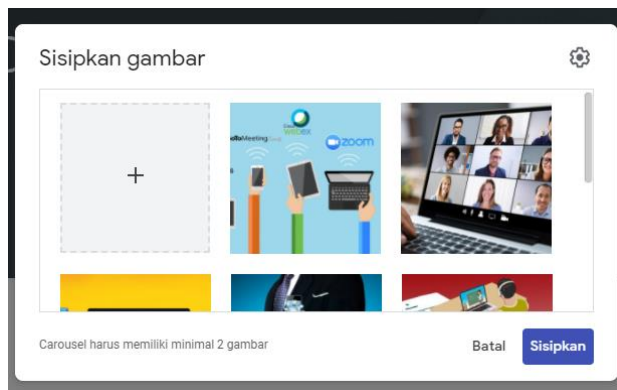 Sisipkan gambar
webex
zoom
Carousel harus memiliki minimal 2 gambar
Batal
Sisipkan